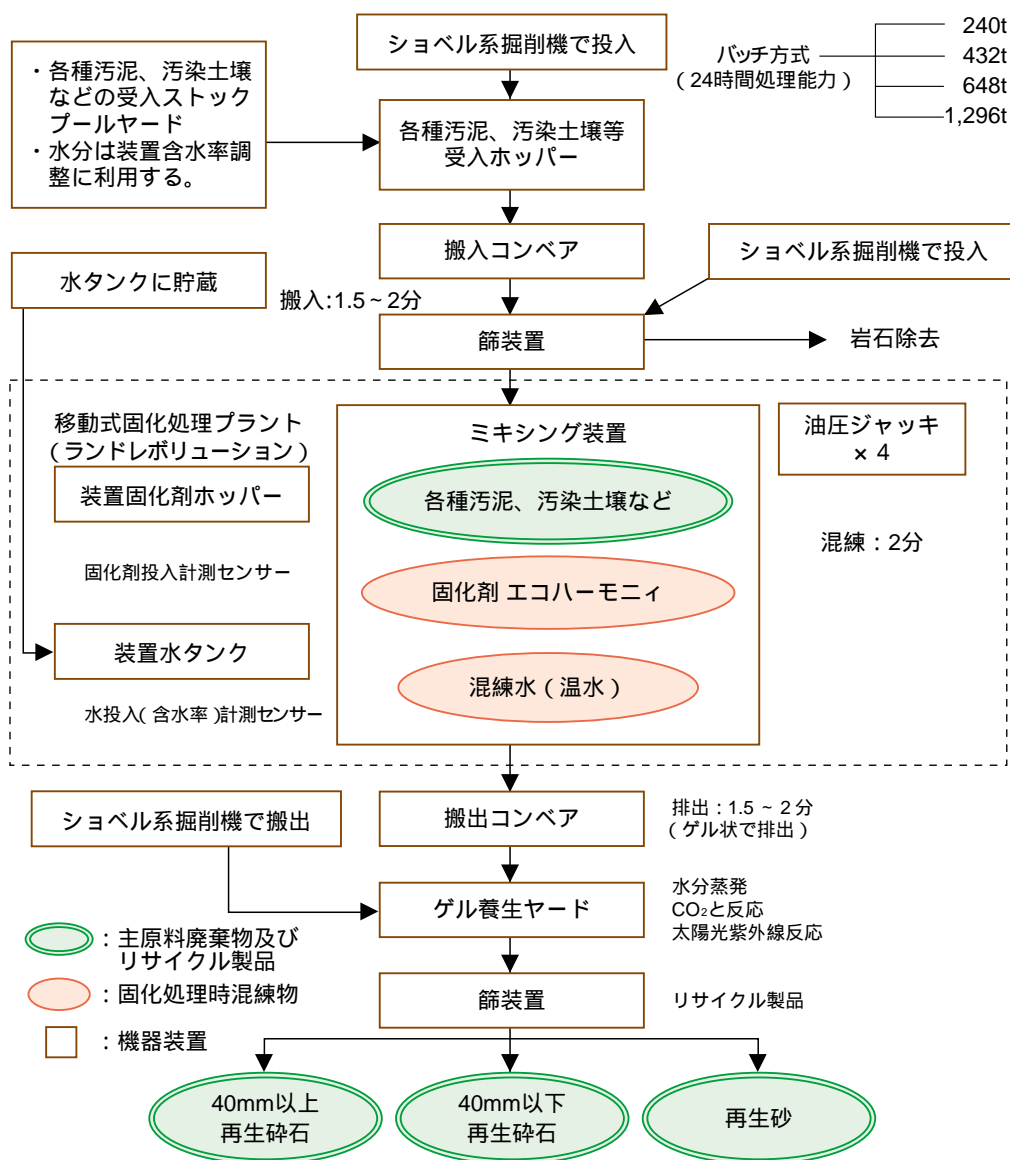 ショベル系掘削機で投入
バッチ方式
(24時間処理能力)
240t
432t
648t
1,296t
・各種汚泥、汚染土壌
などの受入ストック
プールヤード
・水分は装置含水率調
整に利用する。
各種汚泥、汚染土壌等
受入ホッパー
搬入コンベア
ショベル系掘削機で投入
水タンクに貯蔵
搬入:1.5~2分
篩装置
岩石除去
移動式固化処理プラント
(ランドレボリューション)
ミキシング装置
油圧ジャッキ
×4
装置固化剤ホッパー
各種汚泥、汚染土壌など
混練:2分
固化剤投入計測センサー
固化剤 エコハーモニィ
装置水タンク
混練水(温水)
水投入(含水率)計測センサー
ショベル系掘削機で搬出
搬出コンベア
排出:1.5 ~ 2分
(ゲル状で排出)
ゲル養生ヤード
水分蒸発
CO₂と反応
太陽光紫外線反応
:主原料廃棄物及び
リサイクル製品
:固化処理時混練物
:機器装置
篩装置
リサイクル製品
40mm以上
再生砕石
40mm以下
再生砕石
再生砂